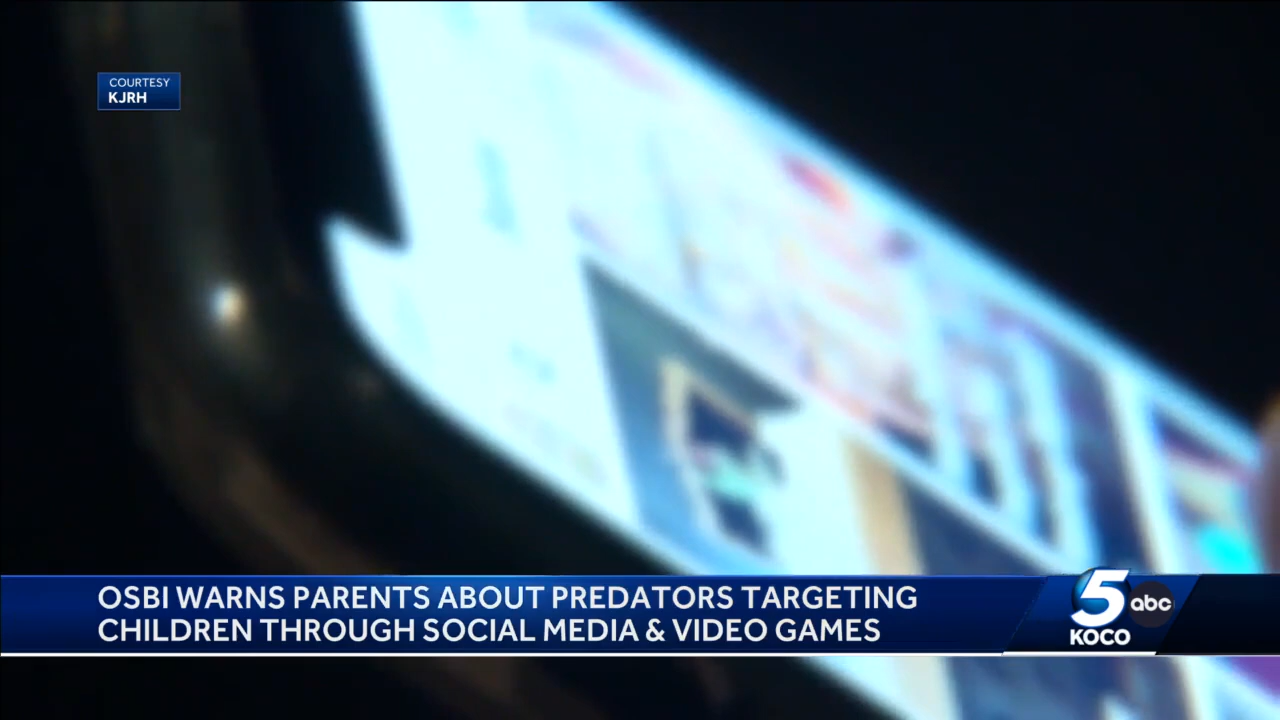 COURTESY
KJRH
OSBI WARNS PARENTS ABOUT PREDATORS TARGETING
CHILDREN THROUGH SOCIAL MEDIA & VIDEO GAMES
5 abc
KOCO